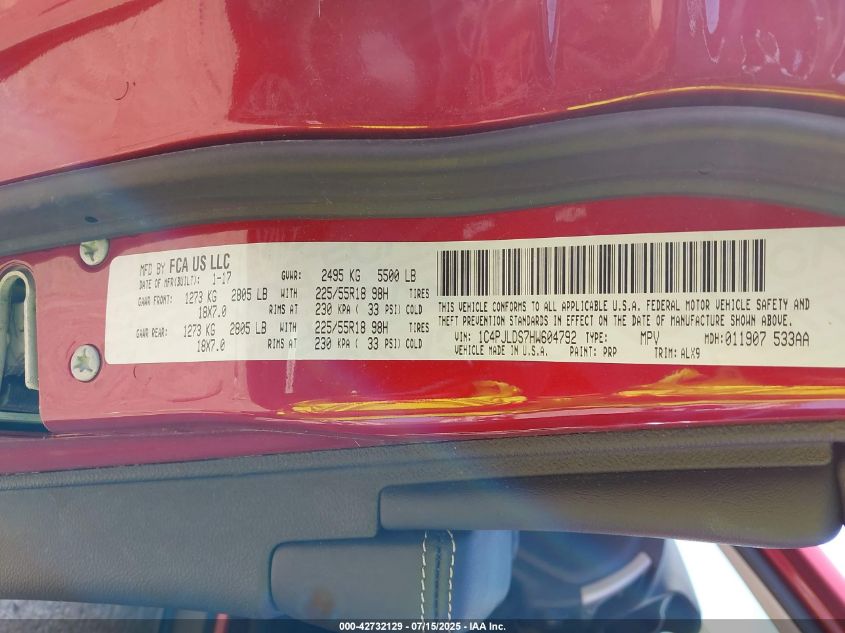 MFD BY FCA US LLC
DATE OF MFR(BUILT): 1-17 GVWR: 2495 KG 5500 LB
GAWR FRONT: 1273 KG 2805 LB WITH 225/55R18 98H TIRES
18X7.0 RIMS AT 230 KPA ( 33 PSI) COLD
GAWR REAR: 1273 KG 2805 LB WITH 225/55R18 98H TIRES
18X7.0 RIMS AT 230 KPA ( 33 PSI) COLD
THIS VEHICLE CONFORMS TO ALL APPLICABLE U.S.A. FEDERAL MOTOR VEHICLE SAFETY AND
THEFT PREVENTION STANDARDS IN EFFECT ON THE DATE OF MANUFACTURE SHOWN ABOVE.
VIN: 1C4PJLDS7HW604792 TYPE: MPV MDH: 011907 533AA
VEHICLE MADE IN U.S.A. PAINT: PRP TRIM: ALX9
000-42732129 - 07/15/2025 - IAA Inc.